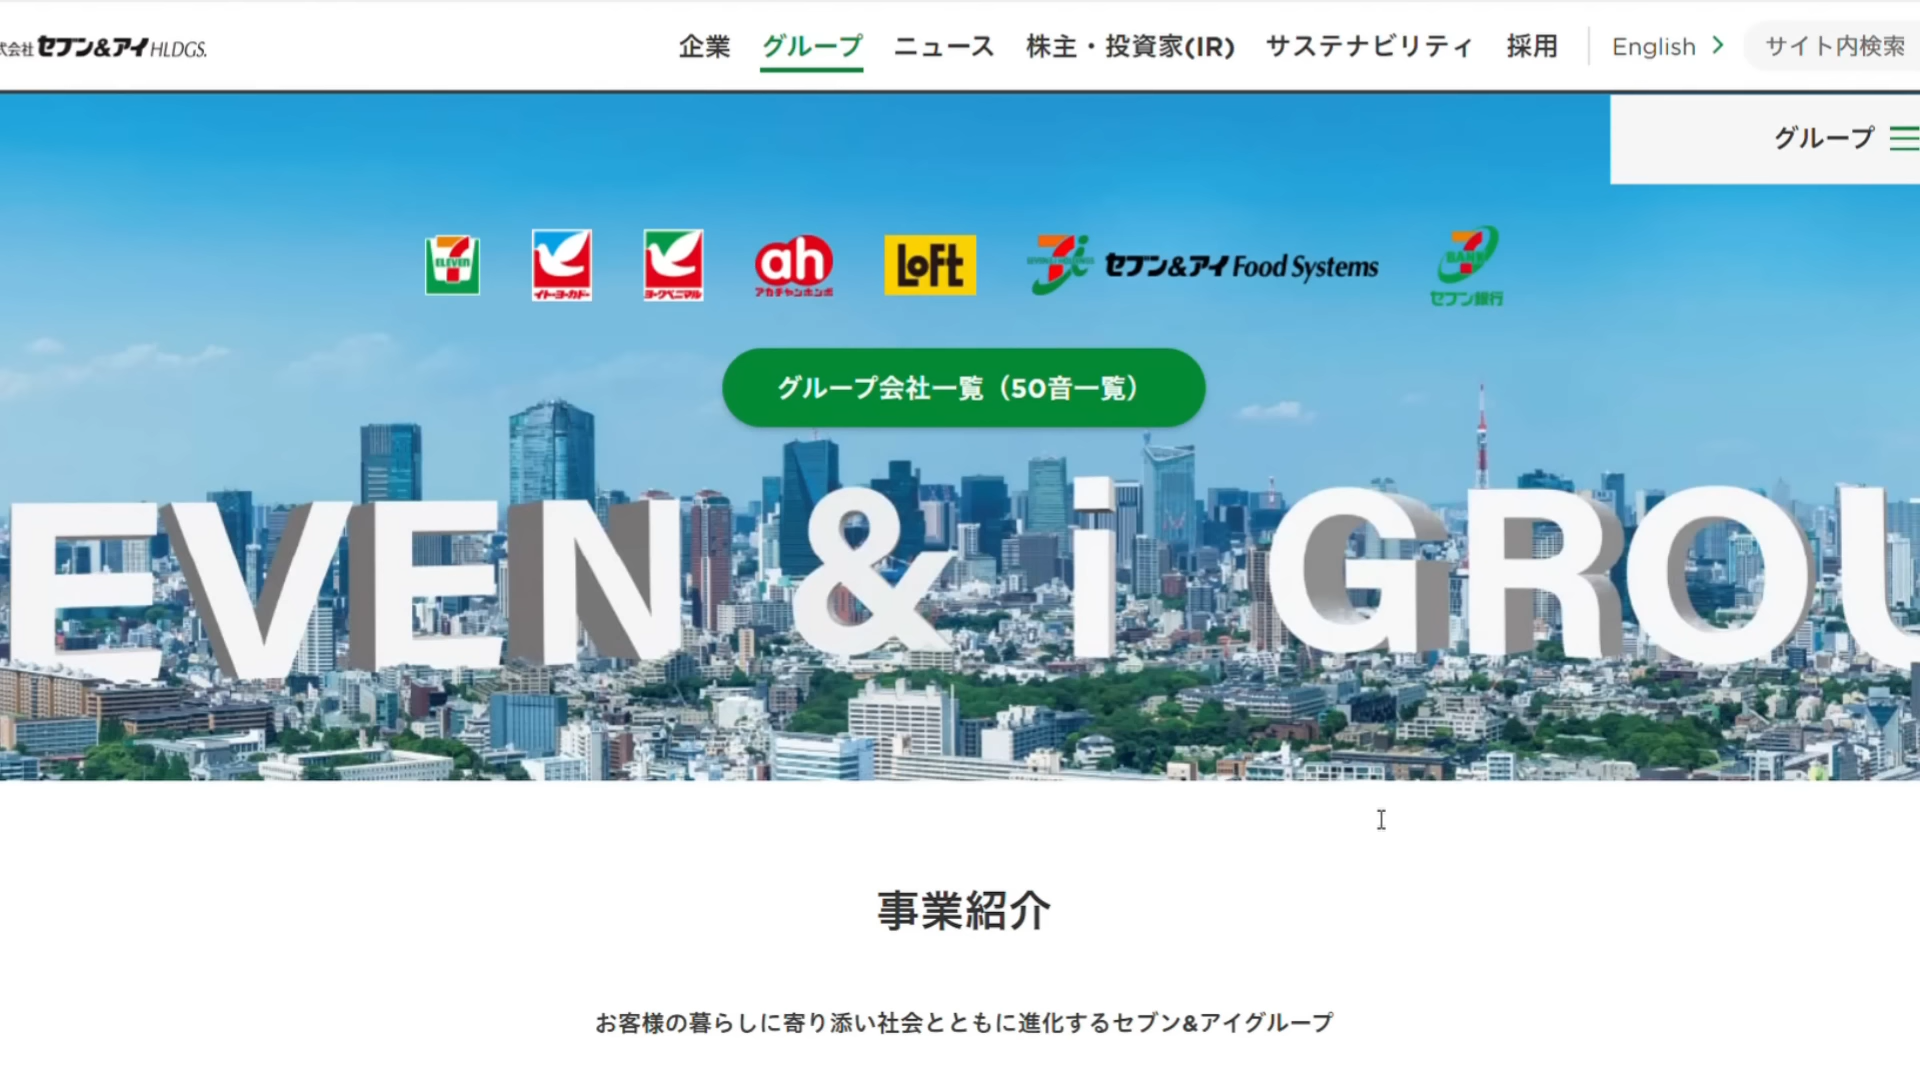 式会社 セブン&アイ HLDGS.
企業 グループ ニュース 株主・投資家(IR) サステナビリティ 採用 English サイト内検索
グループ
7 ELEVEN イトーヨーカドー ヨークベニマル ah アカチャンホンポ LOFT 7i SEVEN & i HOLDINGS セブン&アイ Food Systems 7 BANK セブン銀行
グループ会社一覧（50音一覧）
EVEN & i GROU
事業紹介
お客様の暮らしに寄り添い社会とともに進化するセブン&アイグループ